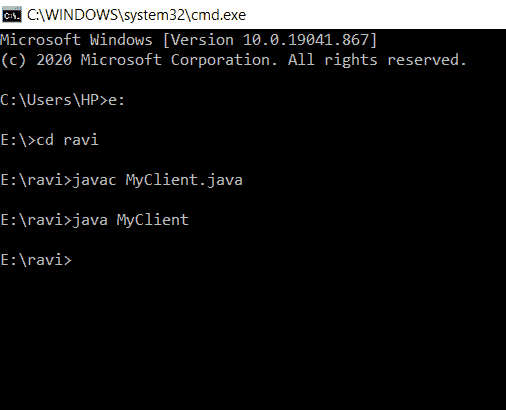 C:\WINDOWS\system32\cmd.exe
Microsoft Windows [Version 10.0.19041.867]
(c) 2020 Microsoft Corporation. All rights reserved.
C:\Users\HP>e:
E:\>cd ravi
E:\ravi>javac MyClient.java
E:\ravi>java MyClient
E:\ravi>